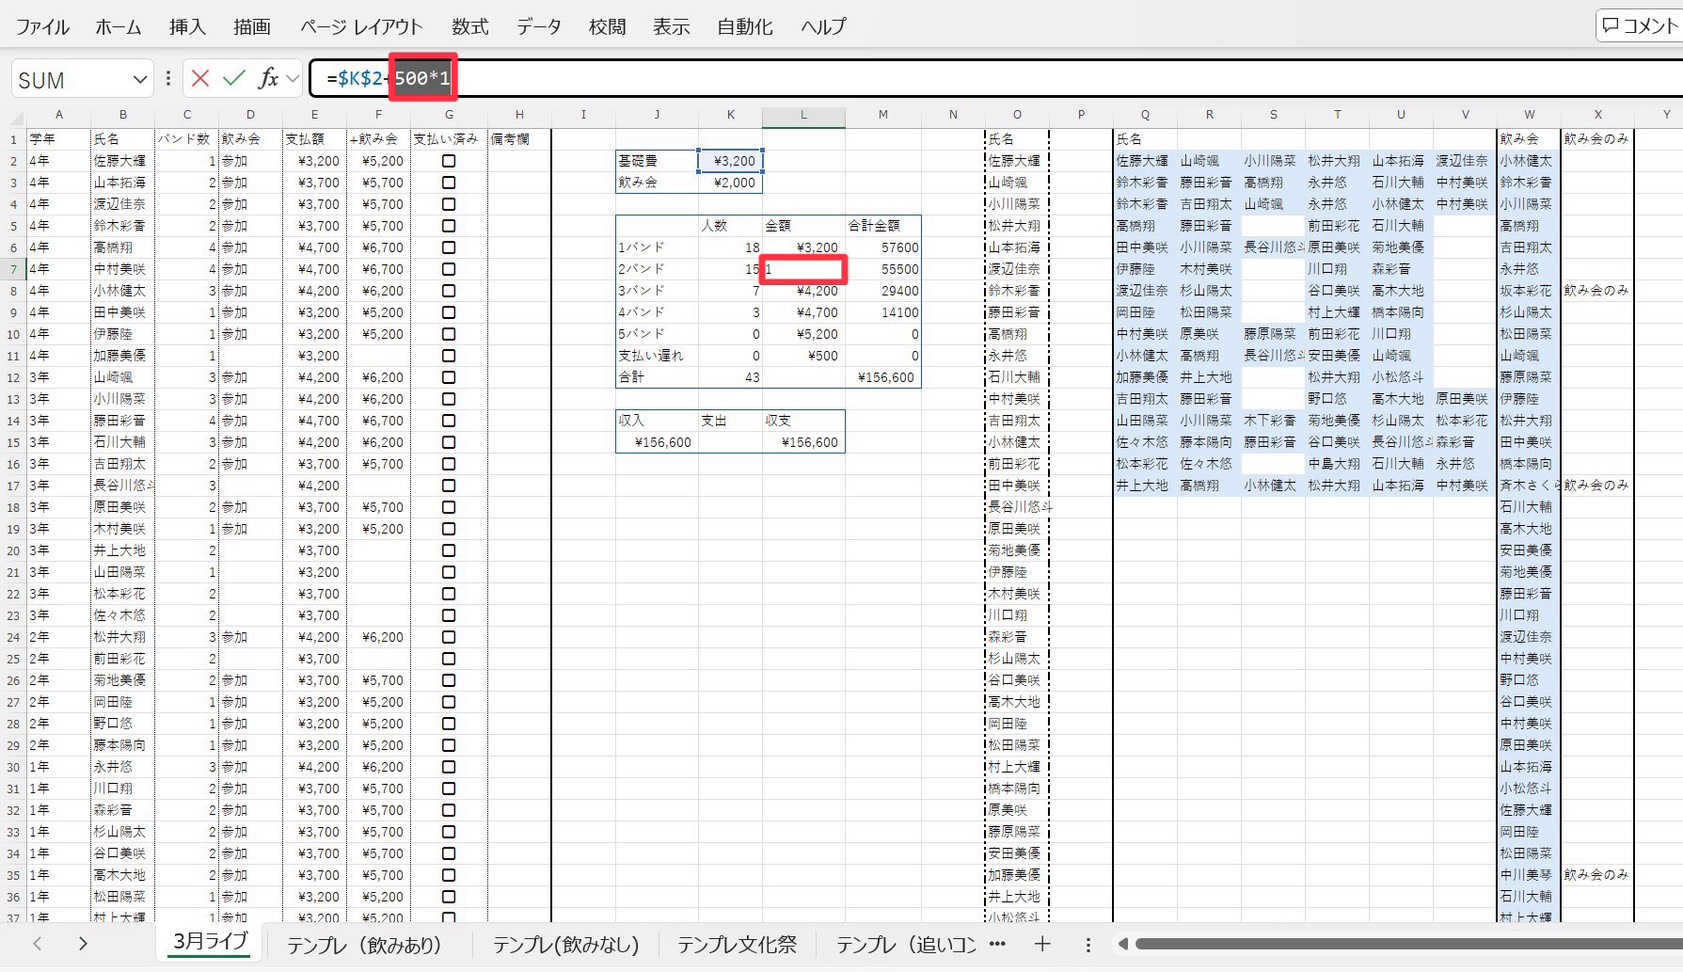 ファイル ホーム 挿入 描画 ページ レイアウト 数式 データ 校閲 表示 自動化 ヘルプ コメント
SUM fx =$K$2+500*1
A B C D E F G H I J K L M N O P Q R S T U V W X Y
1 学年 氏名 バンド数 飲み会 支払額 +飲み会 支払い済み 備考欄 氏名 氏名 飲み会 飲み会のみ
2 4年 佐藤大輝 1 参加 ¥3,200 ¥5,200 基礎費 ¥3,200 佐藤大輝 佐藤大輝 山崎颯 小川陽菜 松井大翔 山本拓海 渡辺佳奈 小林健太
3 4年 山本拓海 2 参加 ¥3,700 ¥5,700 飲み会 ¥2,000 山崎颯 鈴木彩香 藤田彩音 高橋翔 永井悠 石川大輔 中村美咲 鈴木彩香
4 4年 渡辺佳奈 2 参加 ¥3,700 ¥5,700 小川陽菜 鈴木彩香 吉田翔太 山崎颯 永井悠 小林健太 中村美咲 小川陽菜
5 4年 鈴木彩香 2 参加 ¥3,700 ¥5,700 人数 金額 合計金額 松井大翔 高橋翔 藤田彩音 前田彩花 石川大輔 高橋翔
6 4年 高橋翔 4 参加 ¥4,700 ¥6,700 1バンド 18 ¥3,200 57600 山本拓海 田中美咲 小川陽菜 長谷川悠斗 原田美咲 菊地美優 吉田翔太
7 4年 中村美咲 4 参加 ¥4,700 ¥6,700 2バンド 15 1 55500 渡辺佳奈 伊藤陸 木村美咲 川口翔 森彩音 永井悠
8 4年 小林健太 3 参加 ¥4,200 ¥6,200 3バンド 7 ¥4,200 29400 鈴木彩香 渡辺佳奈 杉山陽太 谷口美咲 高木大地 坂本彩花 飲み会のみ
9 4年 田中美咲 1 参加 ¥3,200 ¥5,200 4バンド 3 ¥4,700 14100 藤田彩音 岡田陸 松田陽菜 村上大輝 橋本陽向 杉山陽太
10 4年 伊藤陸 1 参加 ¥3,200 ¥5,200 5バンド 0 ¥5,200 0 高橋翔 中村美咲 原美咲 藤原陽菜 前田彩花 川口翔 松田陽菜
11 4年 加藤美優 1 ¥3,200 支払い遅れ 0 ¥500 0 永井悠 小林健太 高橋翔 長谷川悠斗 安田美優 山崎颯 山崎颯
12 3年 山崎颯 3 参加 ¥4,200 ¥6,200 合計 43 ¥156,600 石川大輔 加藤美優 井上大地 松井大翔 小松悠斗 藤原陽菜
13 3年 小川陽菜 3 参加 ¥4,200 ¥6,200 中村美咲 吉田翔太 藤田彩音 野口悠 高木大地 原田美咲 伊藤陸
14 3年 藤田彩音 4 参加 ¥4,700 ¥6,700 収入 支出 収支 吉田翔太 山田陽菜 小川陽菜 木下彩香 菊地美優 杉山陽太 松本彩花 松井大翔
15 3年 石川大輔 3 参加 ¥4,200 ¥6,200 ¥156,600 ¥156,600 小林健太 佐々木悠 藤本陽向 藤田彩音 谷口美咲 長谷川悠斗 森彩音 田中美咲
16 3年 吉田翔太 2 参加 ¥3,700 ¥5,700 前田彩花 松本彩花 佐々木悠 中島大翔 石川大輔 永井悠 橋本陽向
17 3年 長谷川悠斗 3 ¥4,200 田中美咲 井上大地 高橋翔 小林健太 松井大翔 山本拓海 中村美咲 斉木さくら 飲み会のみ
18 3年 原田美咲 2 参加 ¥3,700 ¥5,700 長谷川悠斗 石川大輔
19 3年 木村美咲 1 参加 ¥3,200 ¥5,200 原田美咲 高木大地
20 3年 井上大地 2 ¥3,700 菊地美優 安田美優
21 3年 山田陽菜 1 ¥3,200 伊藤陸 菊地美優
22 3年 松本彩花 2 ¥3,700 木村美咲 藤田彩音
23 3年 佐々木悠 2 ¥3,700 川口翔 川口翔
24 2年 松井大翔 3 参加 ¥4,200 ¥6,200 森彩音 渡辺佳奈
25 2年 前田彩花 2 ¥3,700 杉山陽太 中村美咲
26 2年 菊地美優 2 参加 ¥3,700 ¥5,700 谷口美咲 野口悠
27 2年 岡田陸 1 参加 ¥3,200 ¥5,200 高木大地 谷口美咲
28 2年 野口悠 1 参加 ¥3,200 ¥5,200 岡田陸 中村美咲
29 2年 藤本陽向 1 参加 ¥3,200 ¥5,200 松田陽菜 原田美咲
30 1年 永井悠 3 参加 ¥4,200 ¥6,200 村上大輝 山本拓海
31 1年 川口翔 2 参加 ¥3,700 ¥5,700 橋本陽向 小松悠斗
32 1年 森彩音 2 参加 ¥3,700 ¥5,700 原美咲 佐藤大輝
33 1年 杉山陽太 2 参加 ¥3,700 ¥5,700 藤原陽菜 岡田陸
34 1年 谷口美咲 2 参加 ¥3,700 ¥5,700 安田美優 松田陽菜
35 1年 高木大地 2 参加 ¥3,700 ¥5,700 加藤美優 中川美琴 飲み会のみ
36 1年 松田陽菜 1 参加 ¥3,200 ¥5,200 井上大地 石川大輔
37 1年 村上大輝 1 参加 ¥3,200 ¥5,200 小松悠斗 村上大輝
3月ライブ テンプレ（飲みあり） テンプレ(飲みなし) テンプレ文化祭 テンプレ（追いコン